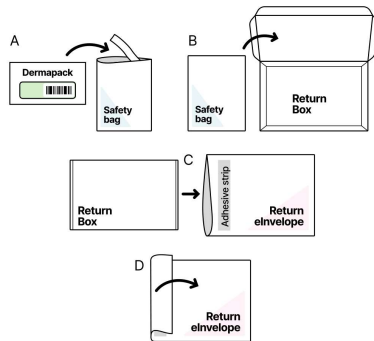 A
Dermapack
Safety
bag
B
Safety
bag
Return
Box
Return
Box
C
Adhesive strip
Return
eInvelope
D
Return
eInvelope